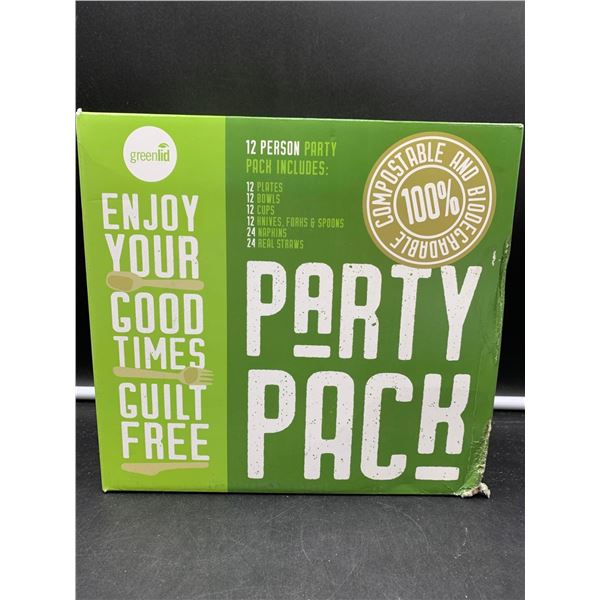 greenlid
ENJOY
YOUR
GOOD
TIMES
GUILT
FREE
12 PERSON PARTY
PACK INCLUDES:
12 PLATES
12 BOWLS
12 CUPS
12 KNIVES, FORKS & SPOONS
24 NAPKINS
24 REAL STRAWS
COMPOSTABLE AND BIODEGRADABLE
100%
PARTY
PACK